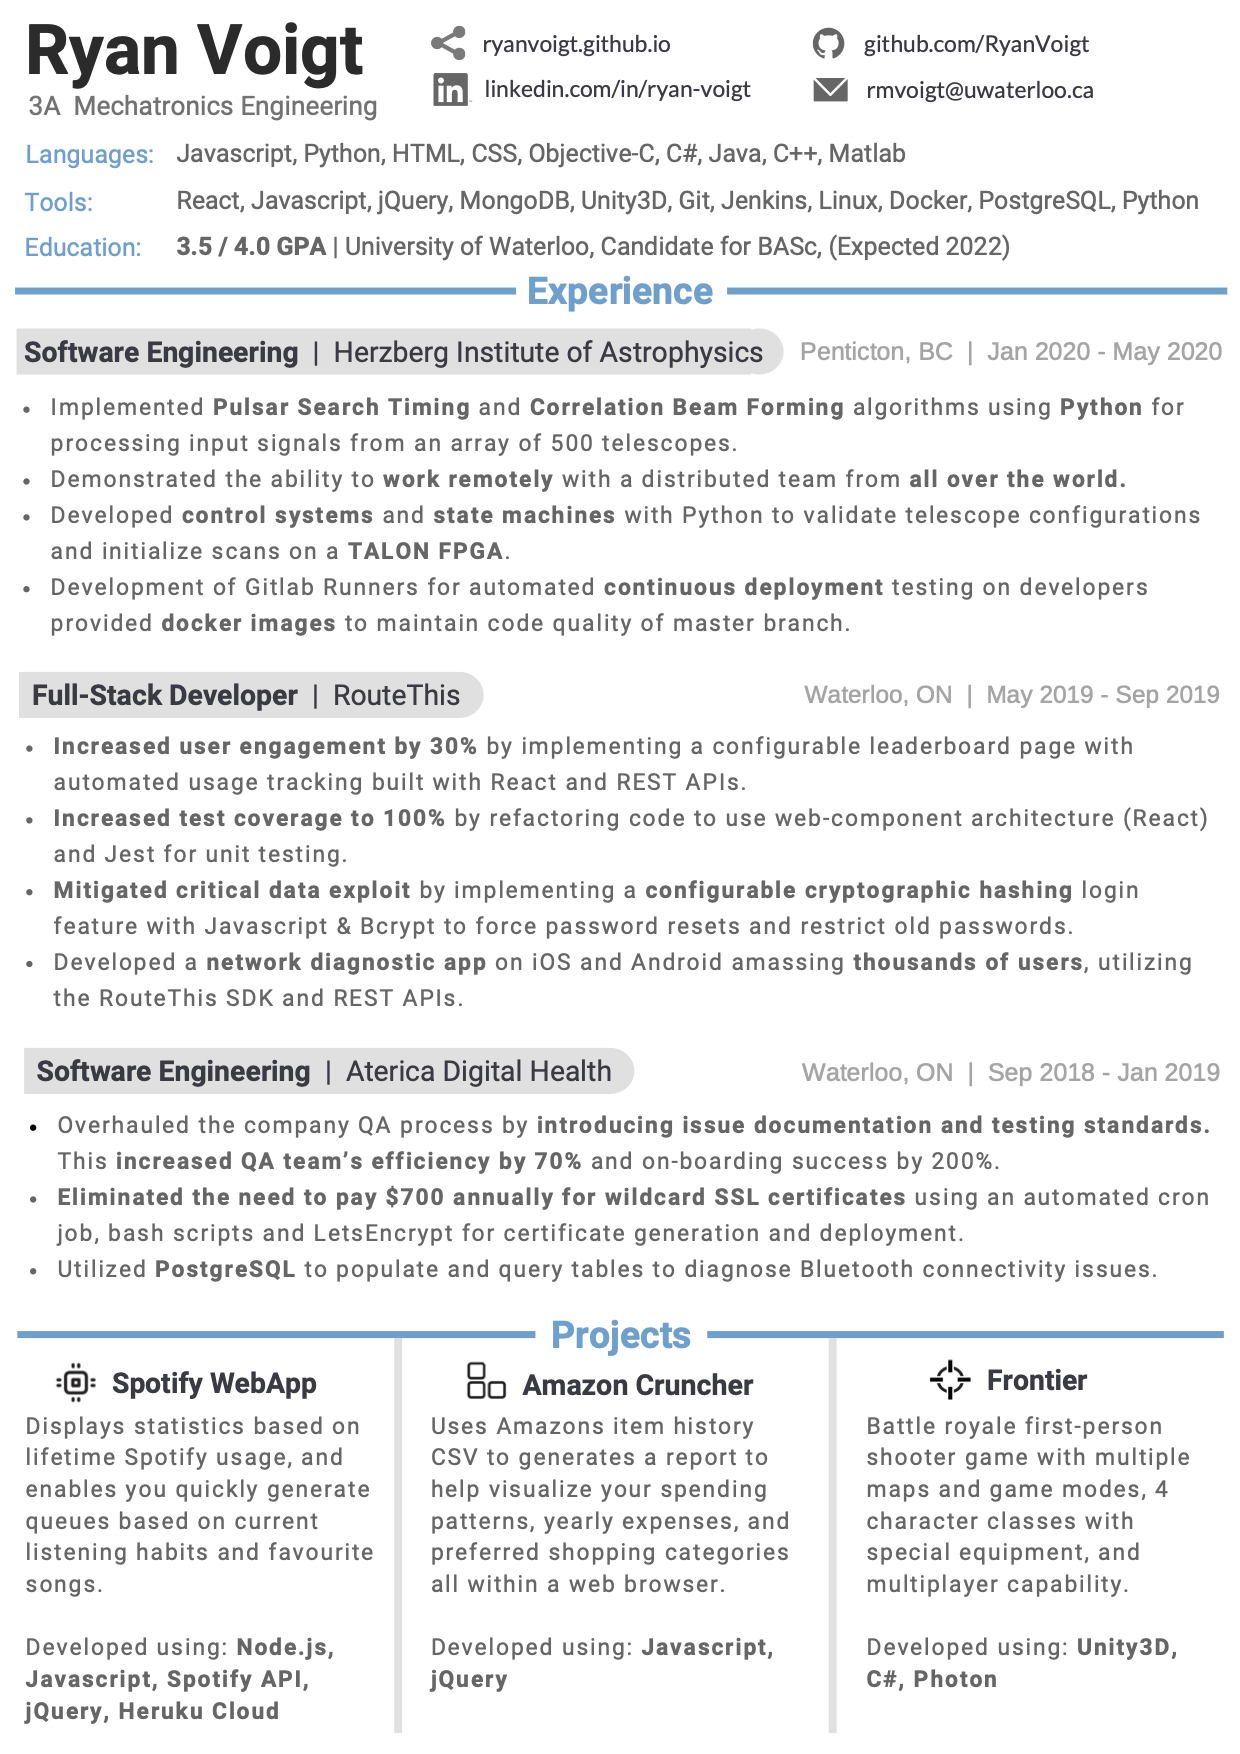 Ryan Voigt
3A Mechatronics Engineering
ryanvoigt.github.io
linkedin.com/in/ryan-voigt
github.com/RyanVoigt
rmvoigt@uwaterloo.ca
Languages: Javascript, Python, HTML, CSS, Objective-C, C#, Java, C++, Matlab
Tools: React, Javascript, jQuery, MongoDB, Unity3D, Git, Jenkins, Linux, Docker, PostgreSQL, Python
Education: 3.5 / 4.0 GPA | University of Waterloo, Candidate for BASc, (Expected 2022)
Experience
Software Engineering | Herzberg Institute of Astrophysics Penticton, BC | Jan 2020 - May 2020
• Implemented Pulsar Search Timing and Correlation Beam Forming algorithms using Python for
processing input signals from an array of 500 telescopes.
• Demonstrated the ability to work remotely with a distributed team from all over the world.
• Developed control systems and state machines with Python to validate telescope configurations
and initialize scans on a TALON FPGA.
• Development of Gitlab Runners for automated continuous deployment testing on developers
provided docker images to maintain code quality of master branch.
Full-Stack Developer | RouteThis Waterloo, ON | May 2019 - Sep 2019
• Increased user engagement by 30% by implementing a configurable leaderboard page with
automated usage tracking built with React and REST APIs.
• Increased test coverage to 100% by refactoring code to use web-component architecture (React)
and Jest for unit testing.
• Mitigated critical data exploit by implementing a configurable cryptographic hashing login
feature with Javascript & Bcrypt to force password resets and restrict old passwords.
• Developed a network diagnostic app on iOS and Android amassing thousands of users, utilizing
the RouteThis SDK and REST APIs.
Software Engineering | Aterica Digital Health Waterloo, ON | Sep 2018 - Jan 2019
• Overhauled the company QA process by introducing issue documentation and testing standards.
This increased QA team's efficiency by 70% and on-boarding success by 200%.
• Eliminated the need to pay $700 annually for wildcard SSL certificates using an automated cron
job, bash scripts and LetsEncrypt for certificate generation and deployment.
• Utilized PostgreSQL to populate and query tables to diagnose Bluetooth connectivity issues.
Projects
Spotify WebApp
Displays statistics based on
lifetime Spotify usage, and
enables you quickly generate
queues based on current
listening habits and favourite
songs.
Developed using: Node.js,
Javascript, Spotify API,
jQuery, Heruku Cloud
Amazon Cruncher
Uses Amazons item history
CSV to generates a report to
help visualize your spending
patterns, yearly expenses, and
preferred shopping categories
all within a web browser.
Developed using: Javascript,
jQuery
Frontier
Battle royale first-person
shooter game with multiple
maps and game modes, 4
character classes with
special equipment, and
multiplayer capability.
Developed using: Unity3D,
C#, Photon